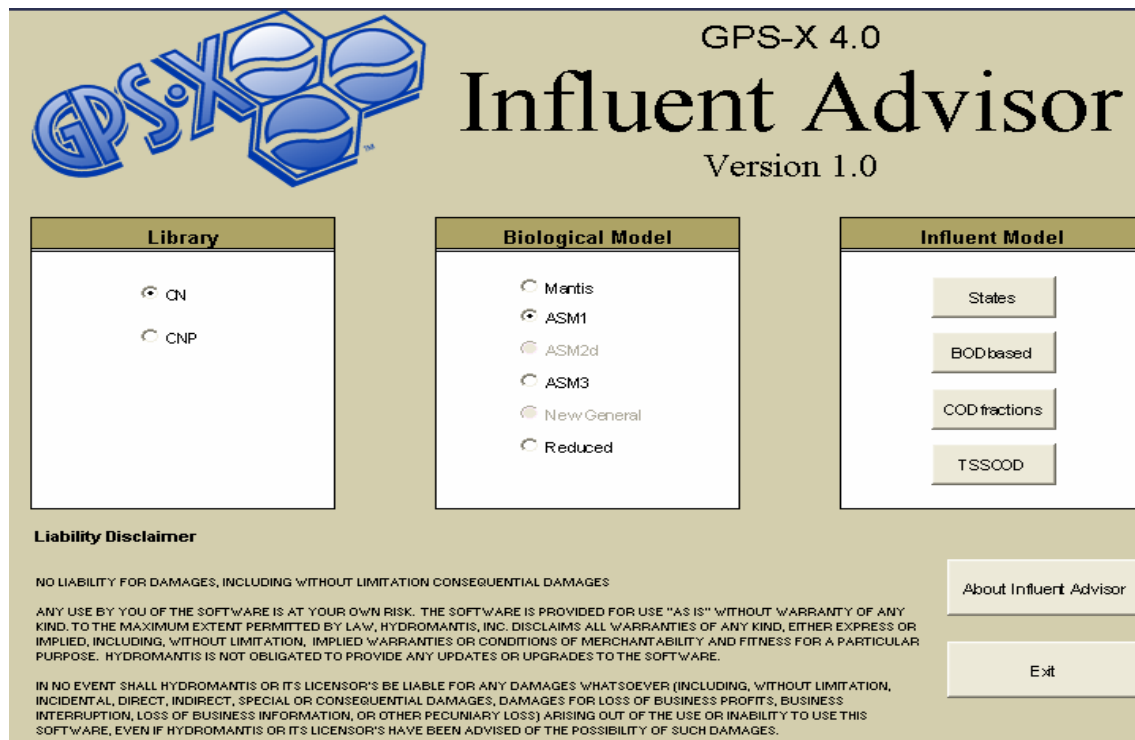 GPS-X
TM
GPS-X 4.0
Influent Advisor
Version 1.0
Library
CN
CNP
Biological Model
Mantis
ASM1
ASM2d
ASM3
New General
Reduced
Influent Model
States
BOD based
COD fractions
TSSCOD
Liability Disclaimer
NO LIABILITY FOR DAMAGES, INCLUDING WITHOUT LIMITATION CONSEQUENTIAL DAMAGES
ANY USE BY YOU OF THE SOFTWARE IS AT YOUR OWN RISK. THE SOFTWARE IS PROVIDED FOR USE "AS IS" WITHOUT WARRANTY OF ANY
KIND. TO THE MAXIMUM EXTENT PERMITTED BY LAW, HYDROMANTIS, INC. DISCLAIMS ALL WARRANTIES OF ANY KIND, EITHER EXPRESS OR
IMPLIED, INCLUDING, WITHOUT LIMITATION, IMPLIED WARRANTIES OR CONDITIONS OF MERCHANTABILITY AND FITNESS FOR A PARTICULAR
PURPOSE. HYDROMANTIS IS NOT OBLIGATED TO PROVIDE ANY UPDATES OR UPGRADES TO THE SOFTWARE.
IN NO EVENT SHALL HYDROMANTIS OR ITS LICENSOR'S BE LIABLE FOR ANY DAMAGES WHATSOEVER (INCLUDING, WITHOUT LIMITATION,
INCIDENTAL, DIRECT, INDIRECT, SPECIAL OR CONSEQUENTIAL DAMAGES, DAMAGES FOR LOSS OF BUSINESS PROFITS, BUSINESS
INTERRUPTION, LOSS OF BUSINESS INFORMATION, OR OTHER PECUNIARY LOSS) ARISING OUT OF THE USE OR INABILITY TO USE THIS
SOFTWARE, EVEN IF HYDROMANTIS OR ITS LICENSOR'S HAVE BEEN ADVISED OF THE POSSIBILITY OF SUCH DAMAGES.
About Influent Advisor
Exit